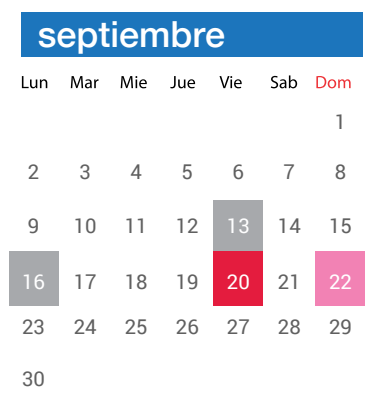 septiembre
Lun Mar Mie Jue Vie Sab Dom
1
2 3 4 5 6 7 8
9 10 11 12 13 14 15
16 17 18 19 20 21 22
23 24 25 26 27 28 29
30